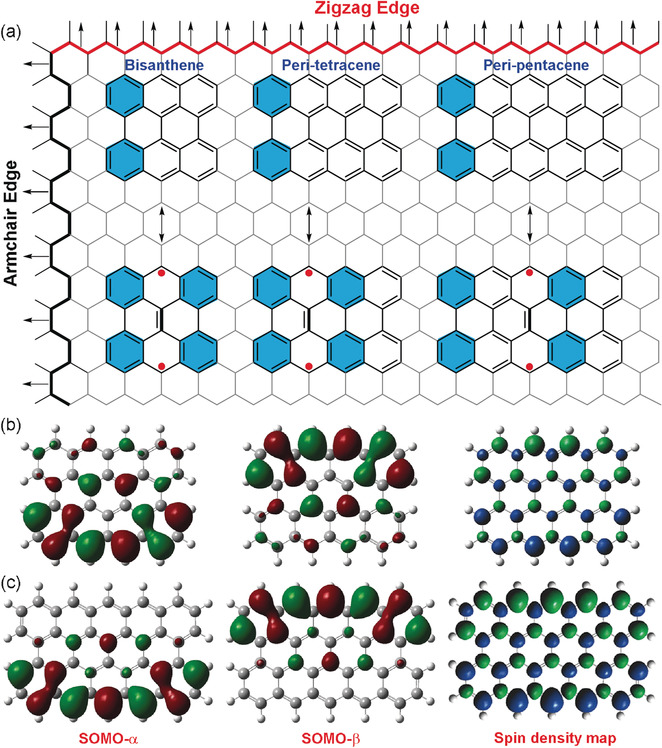 Zigzag Edge
(a)
Bisanthene Peri-tetracene Peri-pentacene
Armchair Edge
(b)
(c)
SOMO-α SOMO-β Spin density map